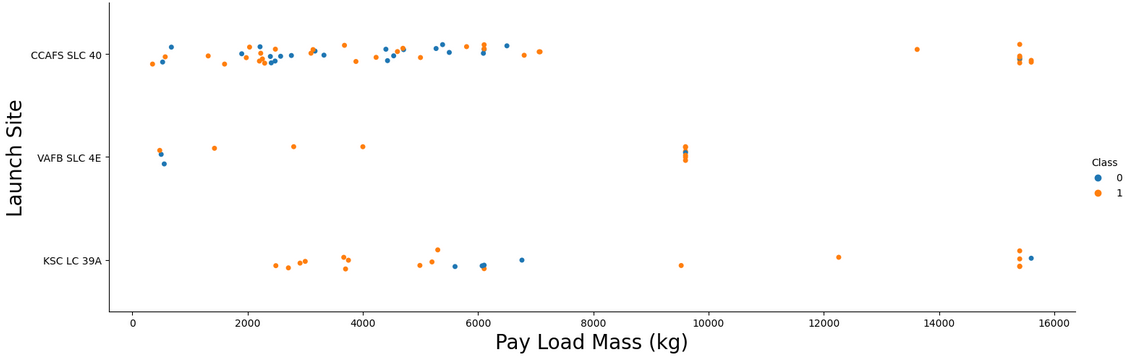 Launch Site
CCAFS SLC 40
VAFB SLC 4E
KSC LC 39A
0 2000 4000 6000 8000 10000 12000 14000 16000
Pay Load Mass (kg)
Class
0
1